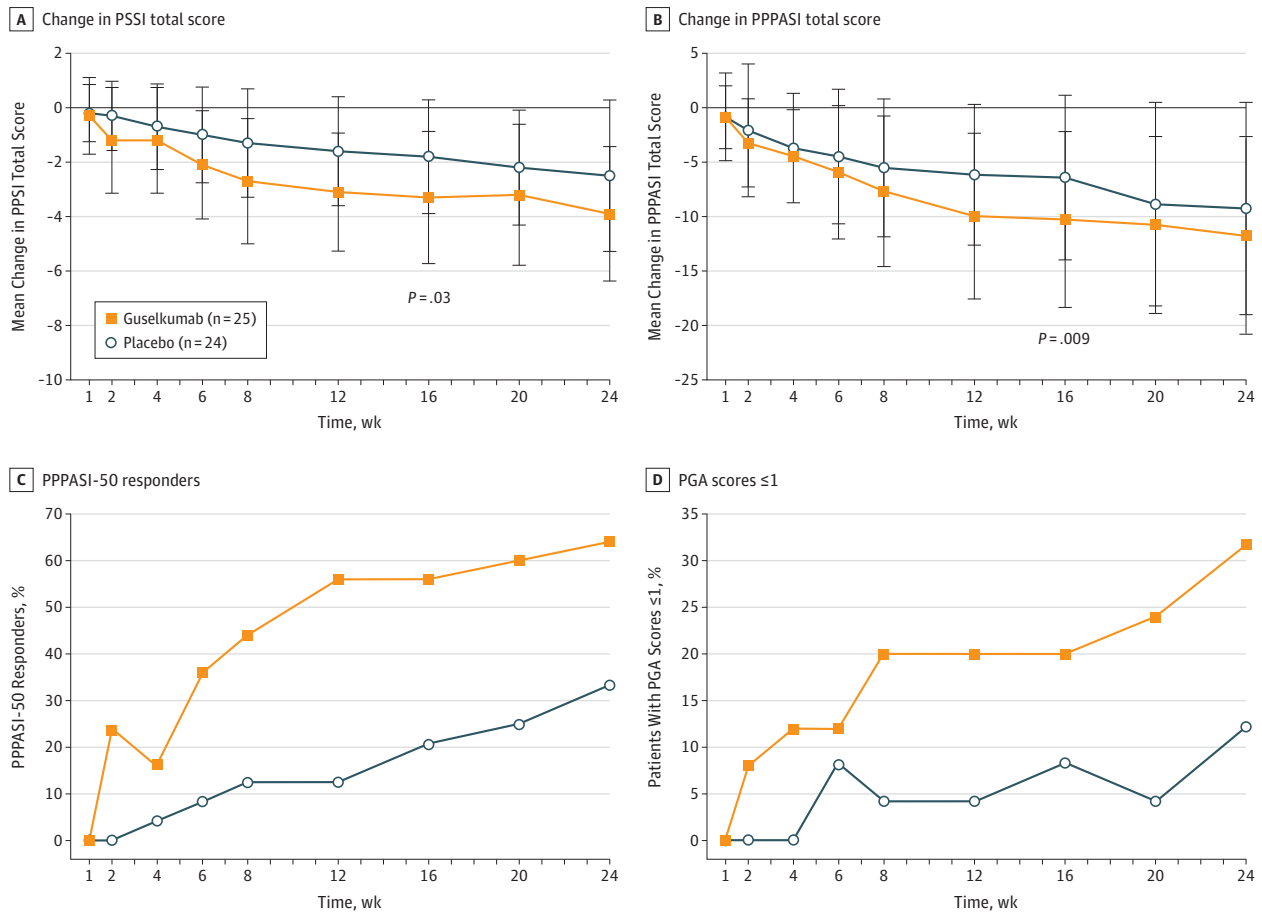 A Change in PSSI total score
Mean Change in PPSI Total Score
2
0
-2
-4
-6
-8
-10
P = .03
Guselkumab (n = 25)
Placebo (n = 24)
1 2 4 6 8 12 16 20 24
Time, wk
B Change in PPPASI total score
Mean Change in PPPASI Total Score
5
0
-5
-10
-15
-20
-25
P = .009
1 2 4 6 8 12 16 20 24
Time, wk
C PPPASI-50 responders
PPPASI-50 Responders, %
70
60
50
40
30
20
10
0
1 2 4 6 8 12 16 20 24
Time, wk
D PGA scores ≤1
Patients With PGA Scores ≤1, %
35
30
25
20
15
10
5
0
1 2 4 6 8 12 16 20 24
Time, wk